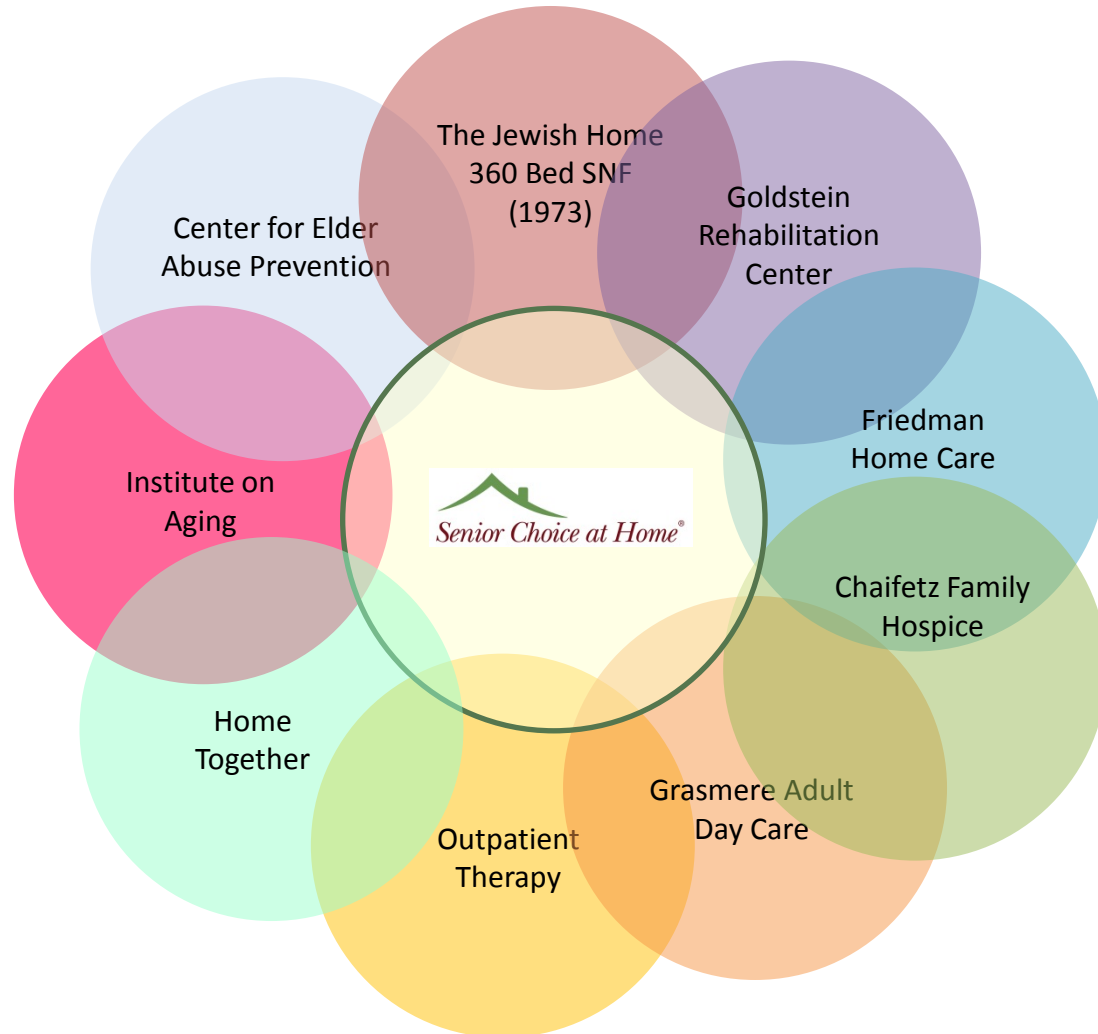 The Jewish Home
360 Bed SNF
(1973)
Goldstein
Rehabilitation
Center
Friedman
Home Care
Chaifetz Family
Hospice
Grasmere Adult
Day Care
Outpatient
Therapy
Home
Together
Institute on
Aging
Center for Elder
Abuse Prevention
Senior Choice at Home®